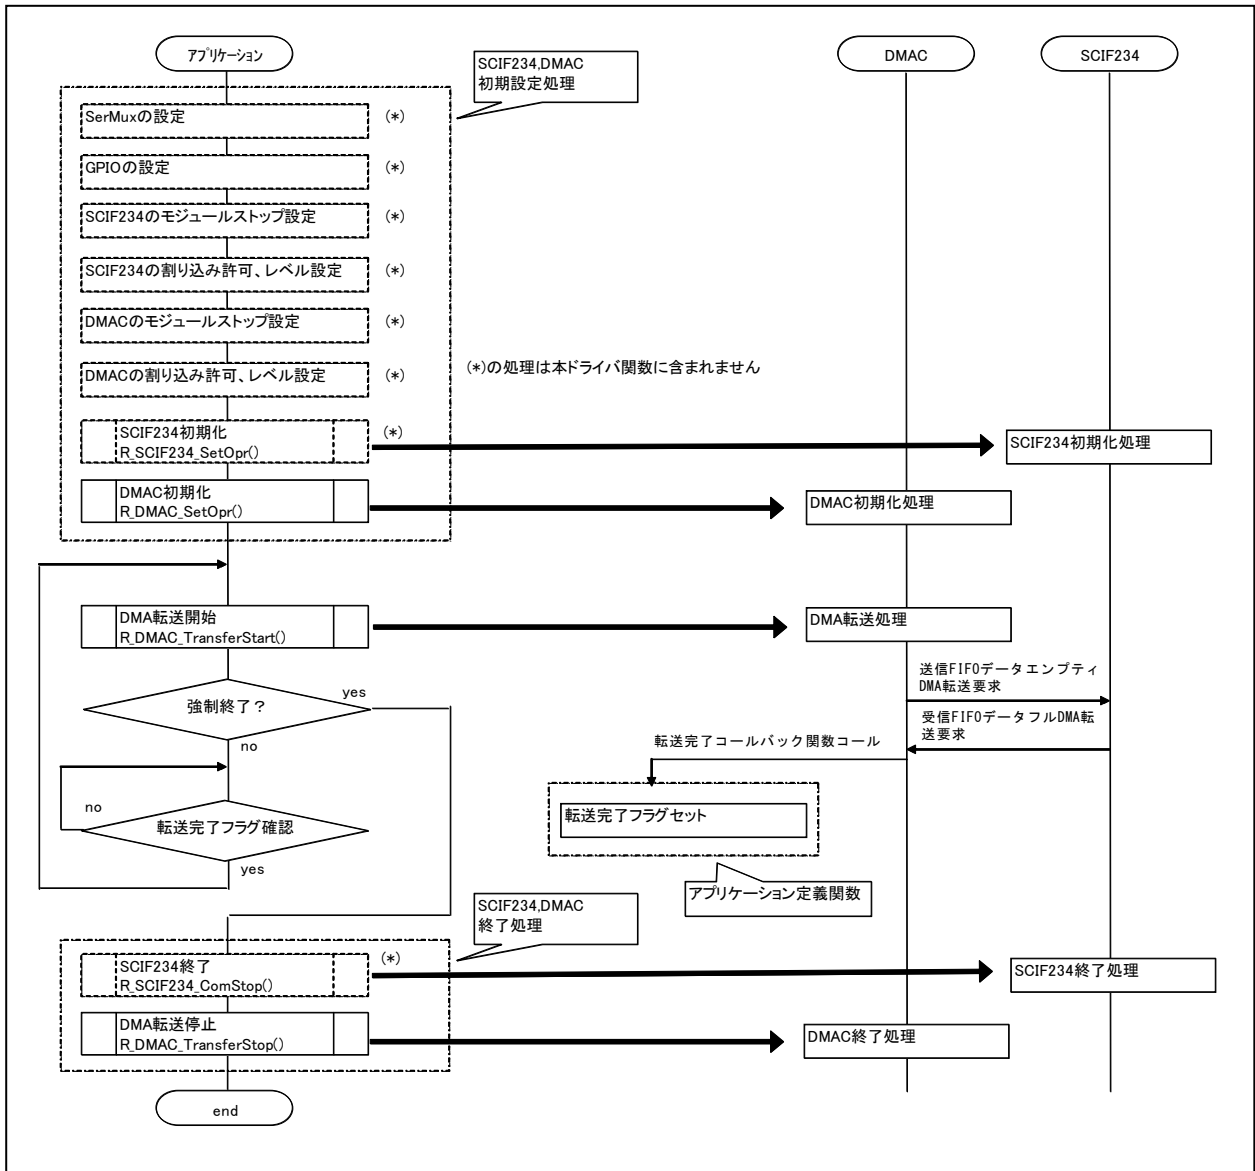 アプリケーション
SCIF234,DMAC
初期設定処理
DMAC
SCIF234
SerMuxの設定
(*)
GPIOの設定
(*)
SCIF234のモジュールストップ設定
(*)
SCIF234の割り込み許可、レベル設定
(*)
DMACのモジュールストップ設定
(*)
DMACの割り込み許可、レベル設定
(*)
(*)の処理は本ドライバ関数に含まれません
SCIF234初期化
R_SCIF234_SetOpr()
(*)
SCIF234初期化処理
DMAC初期化
R_DMAC_SetOpr()
DMAC初期化処理
DMA転送開始
R_DMAC_TransferStart()
DMA転送処理
送信FIFOデータエンプティ
DMA転送要求
強制終了？
yes
no
受信FIFOデータフルDMA転
送要求
転送完了コールバック関数コール
転送完了フラグセット
no
転送完了フラグ確認
yes
アプリケーション定義関数
SCIF234,DMAC
終了処理
SCIF234終了
R_SCIF234_ComStop()
(*)
SCIF234終了処理
DMA転送停止
R_DMAC_TransferStop()
DMAC終了処理
end